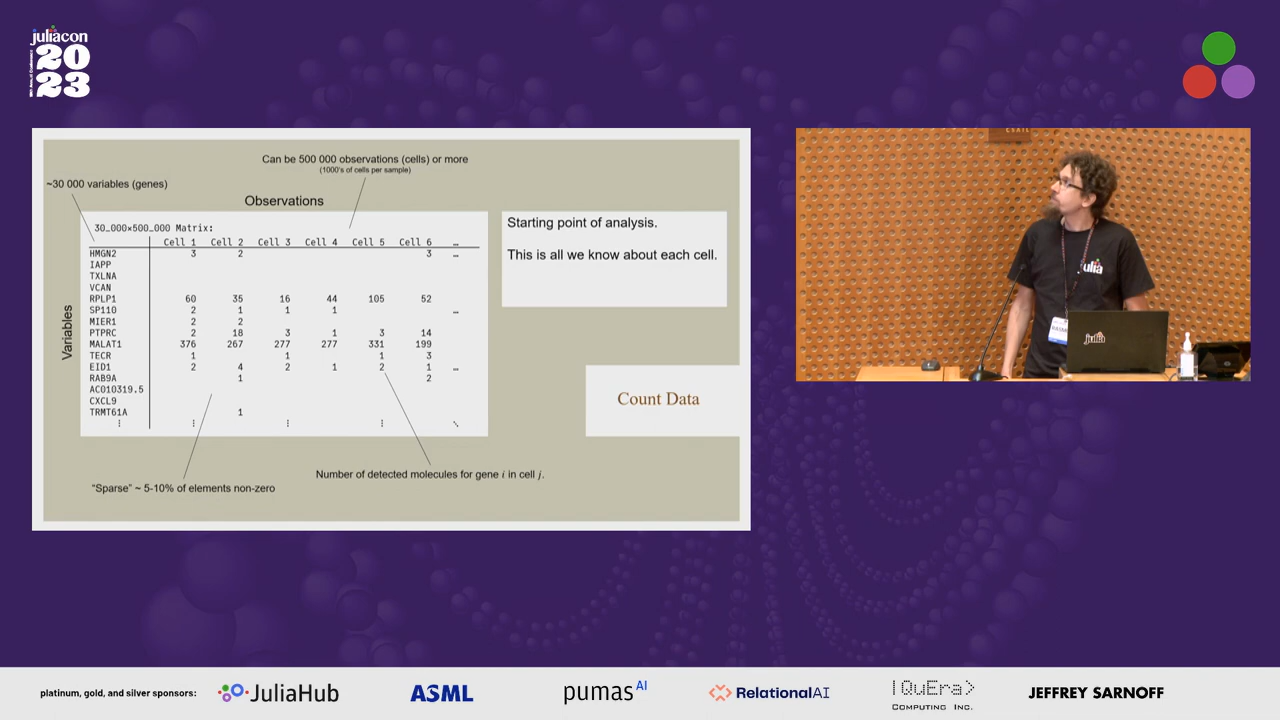 juliacon
2023
Can be 500 000 observations (cells) or more
(1000's of cells per sample)
~30 000 variables (genes)
Observations
Variables
30_000×500_000 Matrix:
Cell 1 Cell 2 Cell 3 Cell 4 Cell 5 Cell 6 …
HMGN2 3 2 3 …
IAPP
TXLNA
VCAN
RPLP1 60 35 16 44 105 52
SP110 2 1 1 1 …
MIER1 2 2
PTPRC 2 18 3 1 3 14
MALAT1 376 267 277 277 331 199
TECR 1 1 1 3
EID1 2 4 2 1 2 1 …
RAB9A 1 2
AC010319.5
CXCL9
TRMT61A 1
⋮ ⋮ ⋮ ⋮ ⋱
Starting point of analysis.
This is all we know about each cell.
Count Data
Number of detected molecules for gene i in cell j.
“Sparse” ~ 5-10% of elements non-zero
CSAIL
julia
julia
platinum, gold, and silver sponsors:
JuliaHub
ASML
pumas AI
RelationalAI
|QuEra>
COMPUTING INC.
JEFFREY SARNOFF